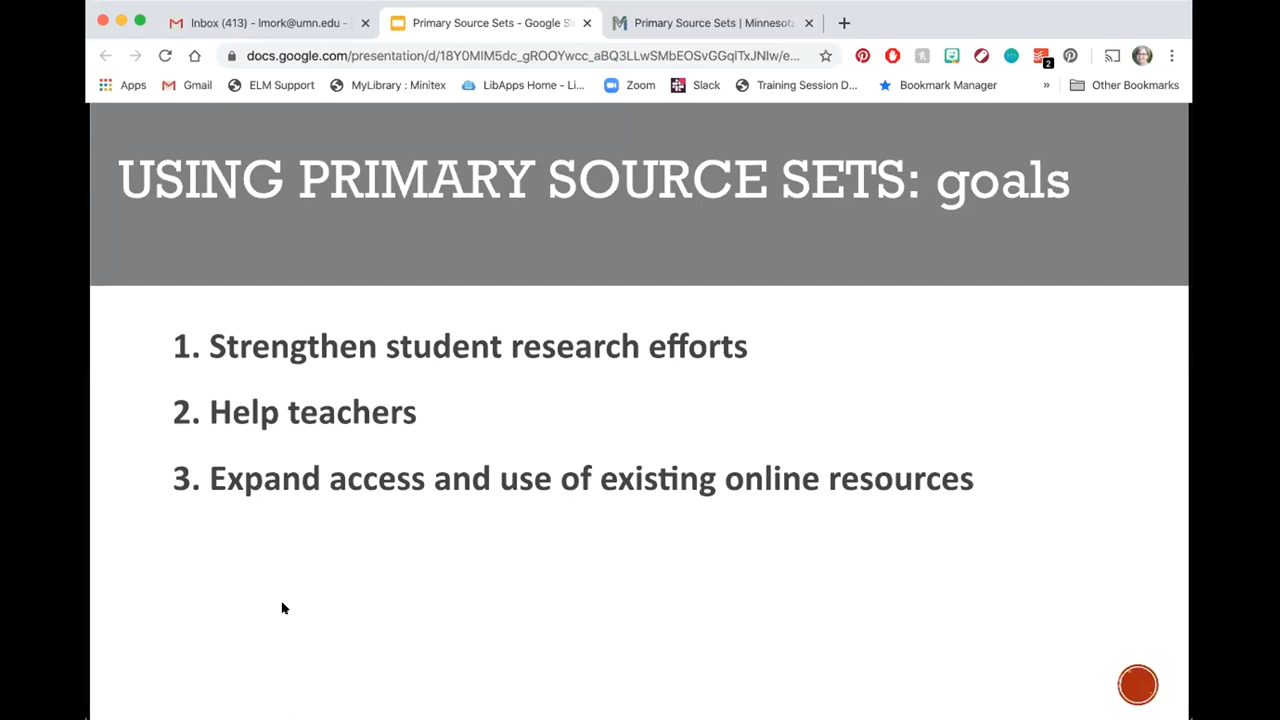 Inbox (413) - lmork@umn.edu -
Primary Source Sets - Google Sl
Primary Source Sets | Minnesota
docs.google.com/presentation/d/18Y0MlM5dc_gROOYwcc_aBQ3LLwSMbEOSvGGqlTxJNIw/e...
2
Apps
Gmail
ELM Support
MyLibrary : Minitex
LibApps Home - Li...
Zoom
Slack
Training Session D...
Bookmark Manager
»
Other Bookmarks
USING PRIMARY SOURCE SETS: goals
1. Strengthen student research efforts
2. Help teachers
3. Expand access and use of existing online resources